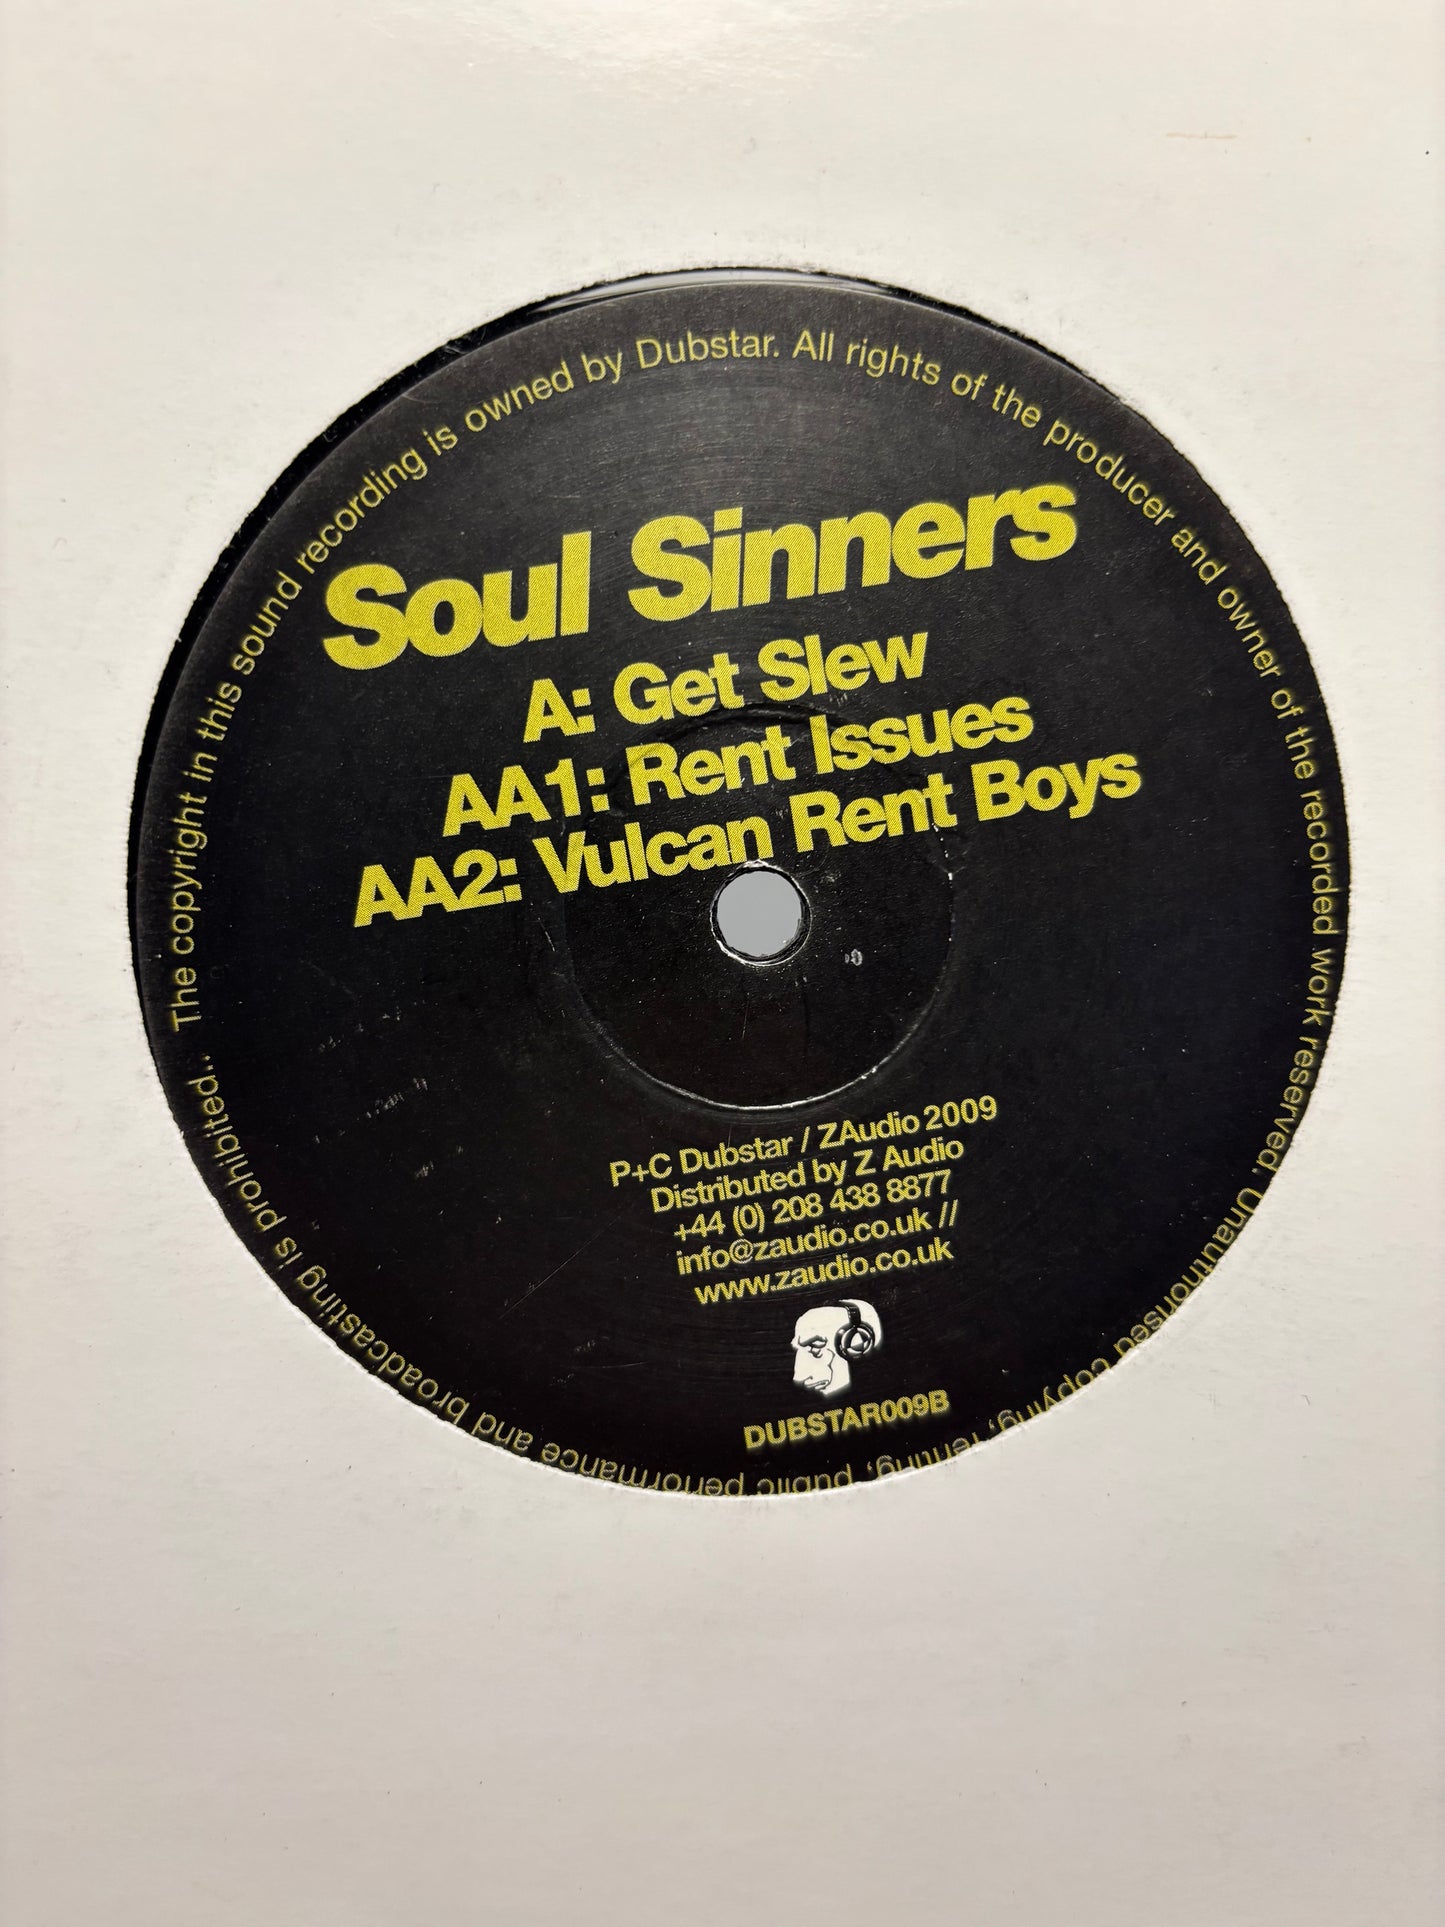 The copyright in this sound recording is owned by Dubstar. All rights of the producer and owner of the recorded work reserved. Unauthorised copying, renting, public performance and broadcasting is prohibited..
Soul Sinners
A: Get Slew
AA1: Rent Issues
AA2: Vulcan Rent Boys
P+C Dubstar / ZAudio 2009
Distributed by Z Audio
+44 (0) 208 438 8877
info@zaudio.co.uk //
www.zaudio.co.uk
DUBSTAR009B